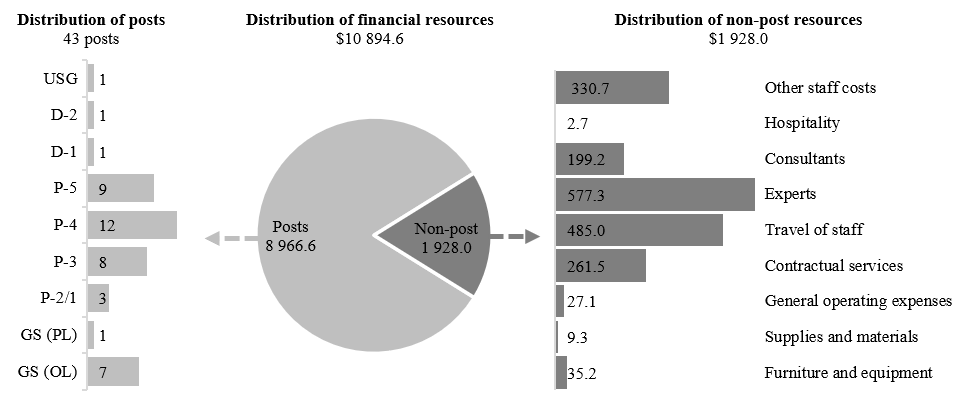 Distribution of posts
43 posts
USG 1
D-2 1
D-1 1
P-5 9
P-4 12
P-3 8
P-2/1 3
GS (PL) 1
GS (OL) 7
Distribution of financial resources
$10 894.6
Posts
8 966.6
Non-post
1 928.0
Distribution of non-post resources
$1 928.0
330.7 Other staff costs
2.7 Hospitality
199.2 Consultants
577.3 Experts
485.0 Travel of staff
261.5 Contractual services
27.1 General operating expenses
9.3 Supplies and materials
35.2 Furniture and equipment